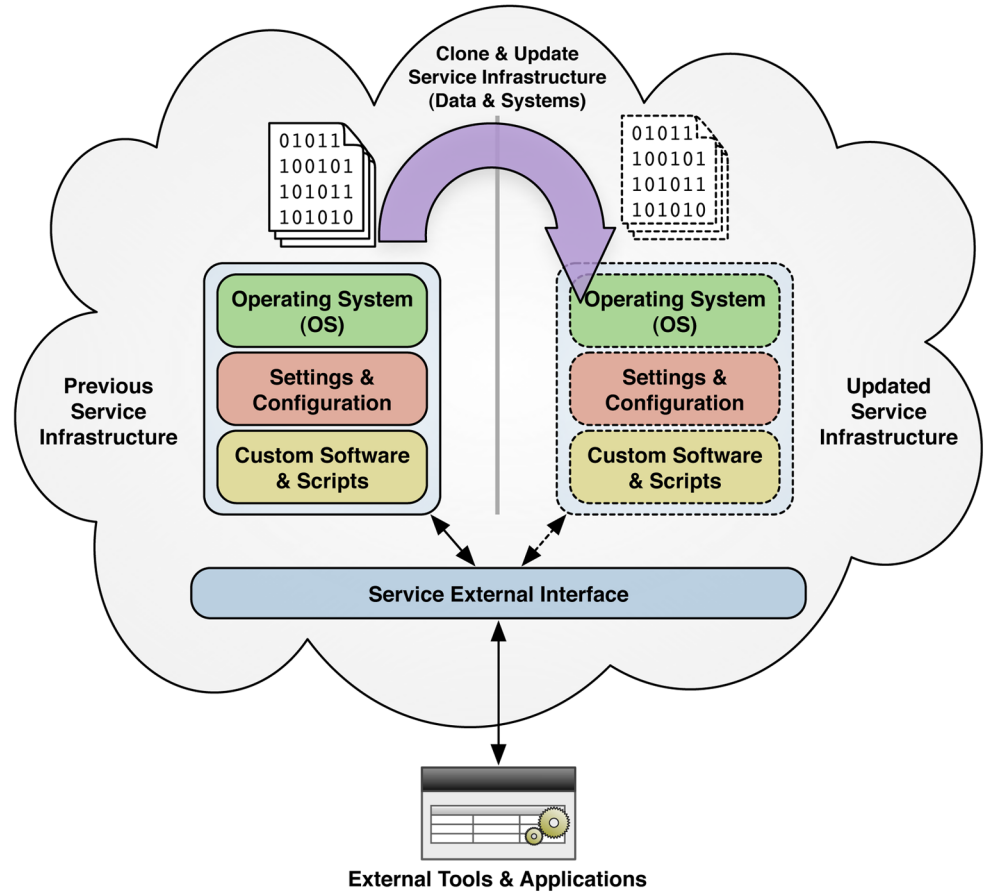 Clone & Update
Service Infrastructure
(Data & Systems)
01011
100101
101011
101010
01011
100101
101011
101010
Operating System
(OS)
Settings &
Configuration
Custom Software
& Scripts
Operating System
(OS)
Settings &
Configuration
Custom Software
& Scripts
Previous
Service
Infrastructure
Updated
Service
Infrastructure
Service External Interface
External Tools & Applications